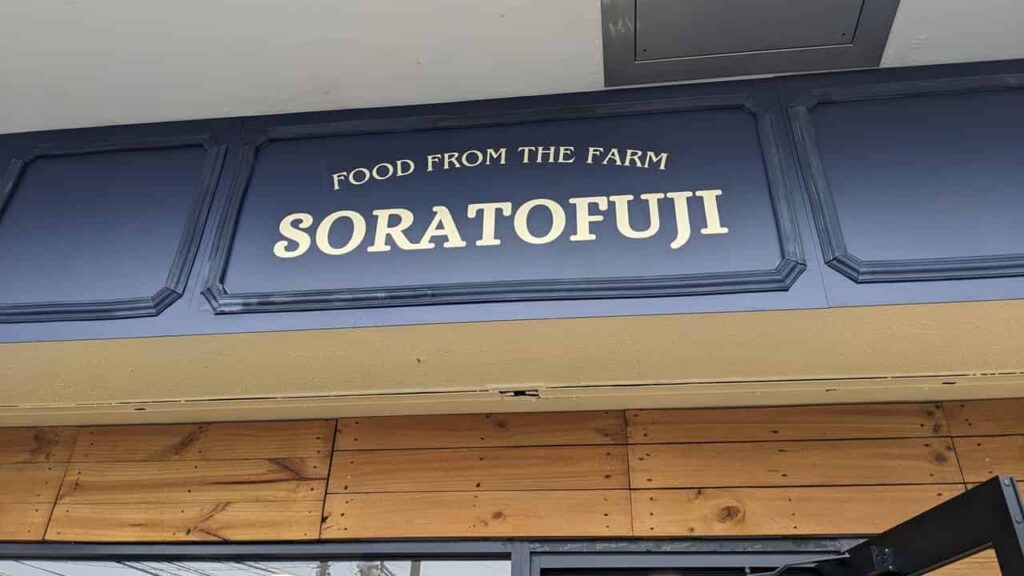 FOOD FROM THE FARM
SORATOFUJI